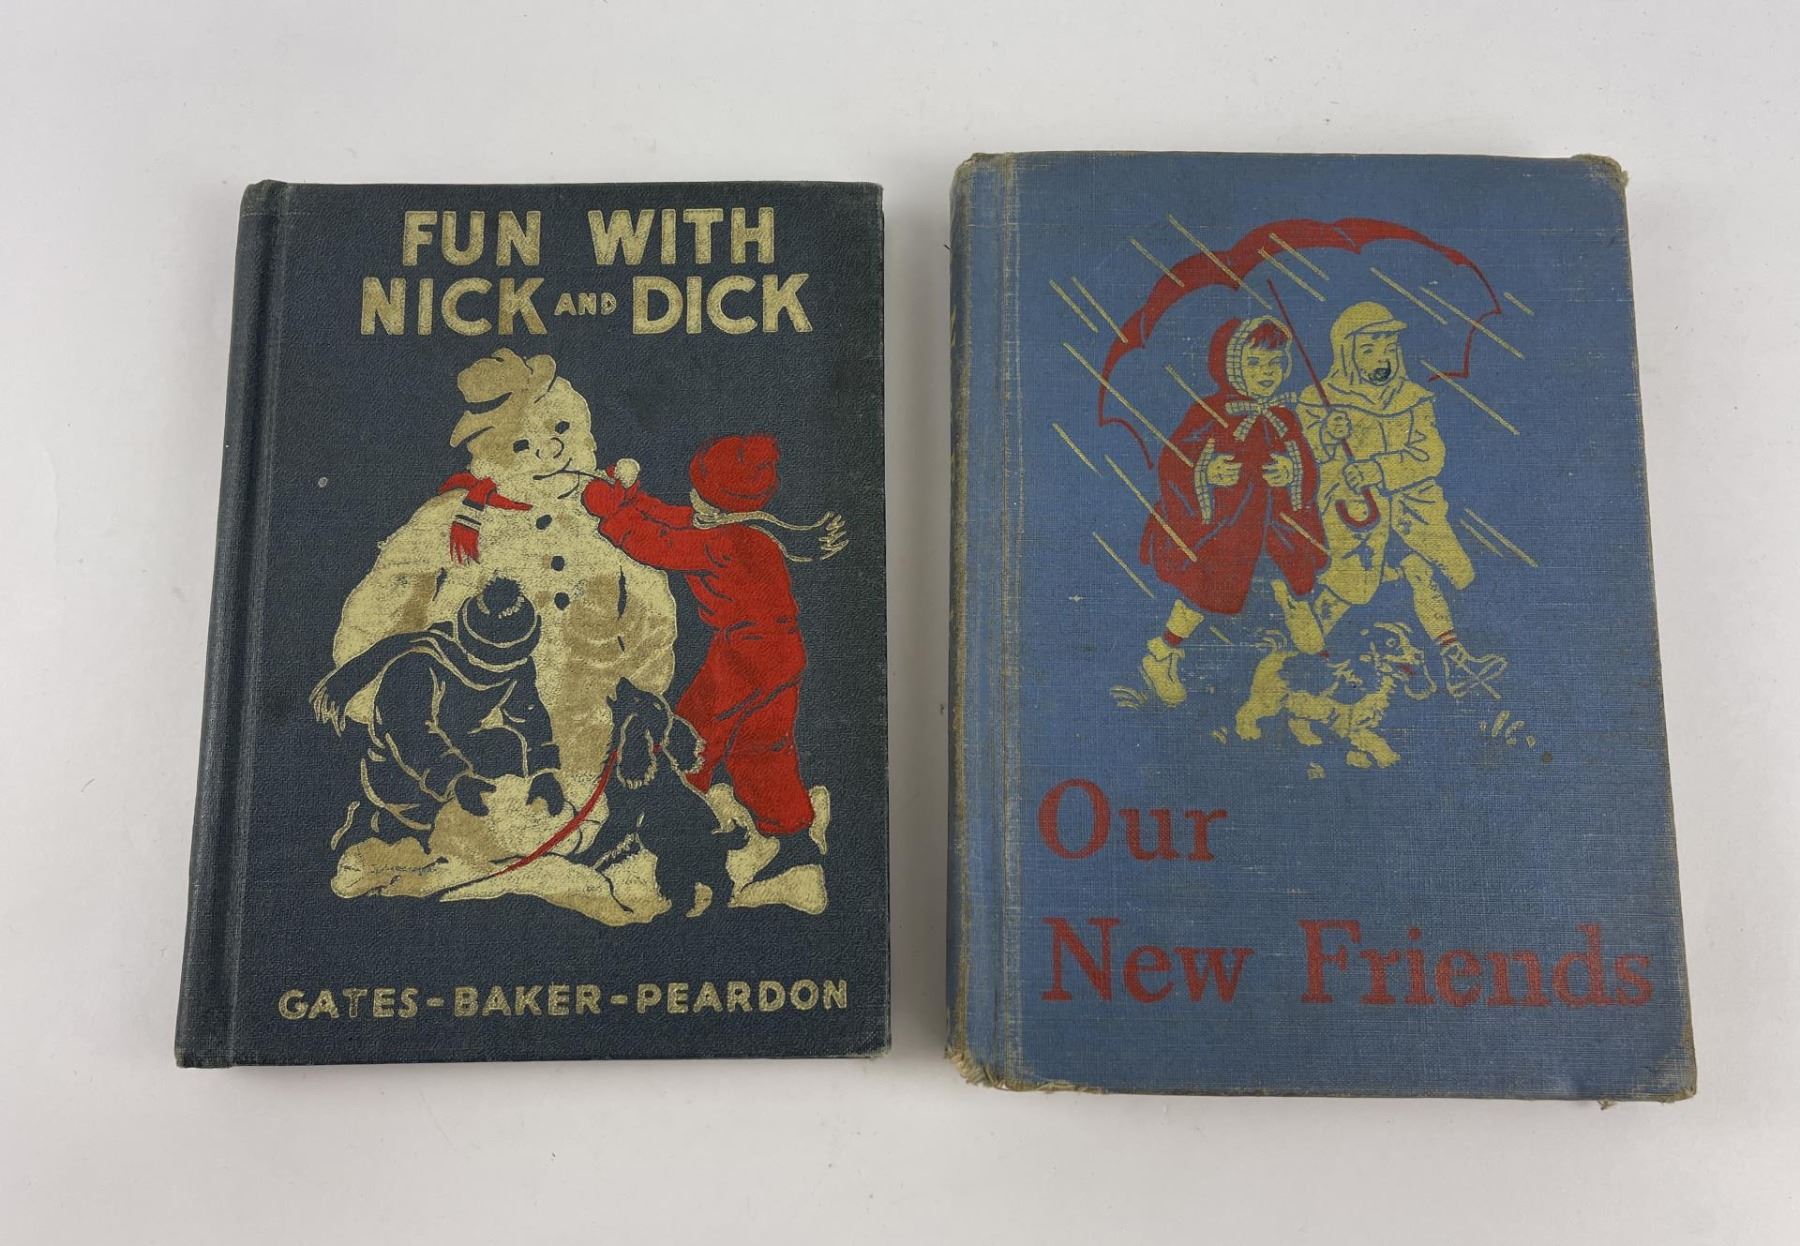 FUN WITH
NICK AND DICK
GATES-BAKER-PEARDON
Our
New Friends